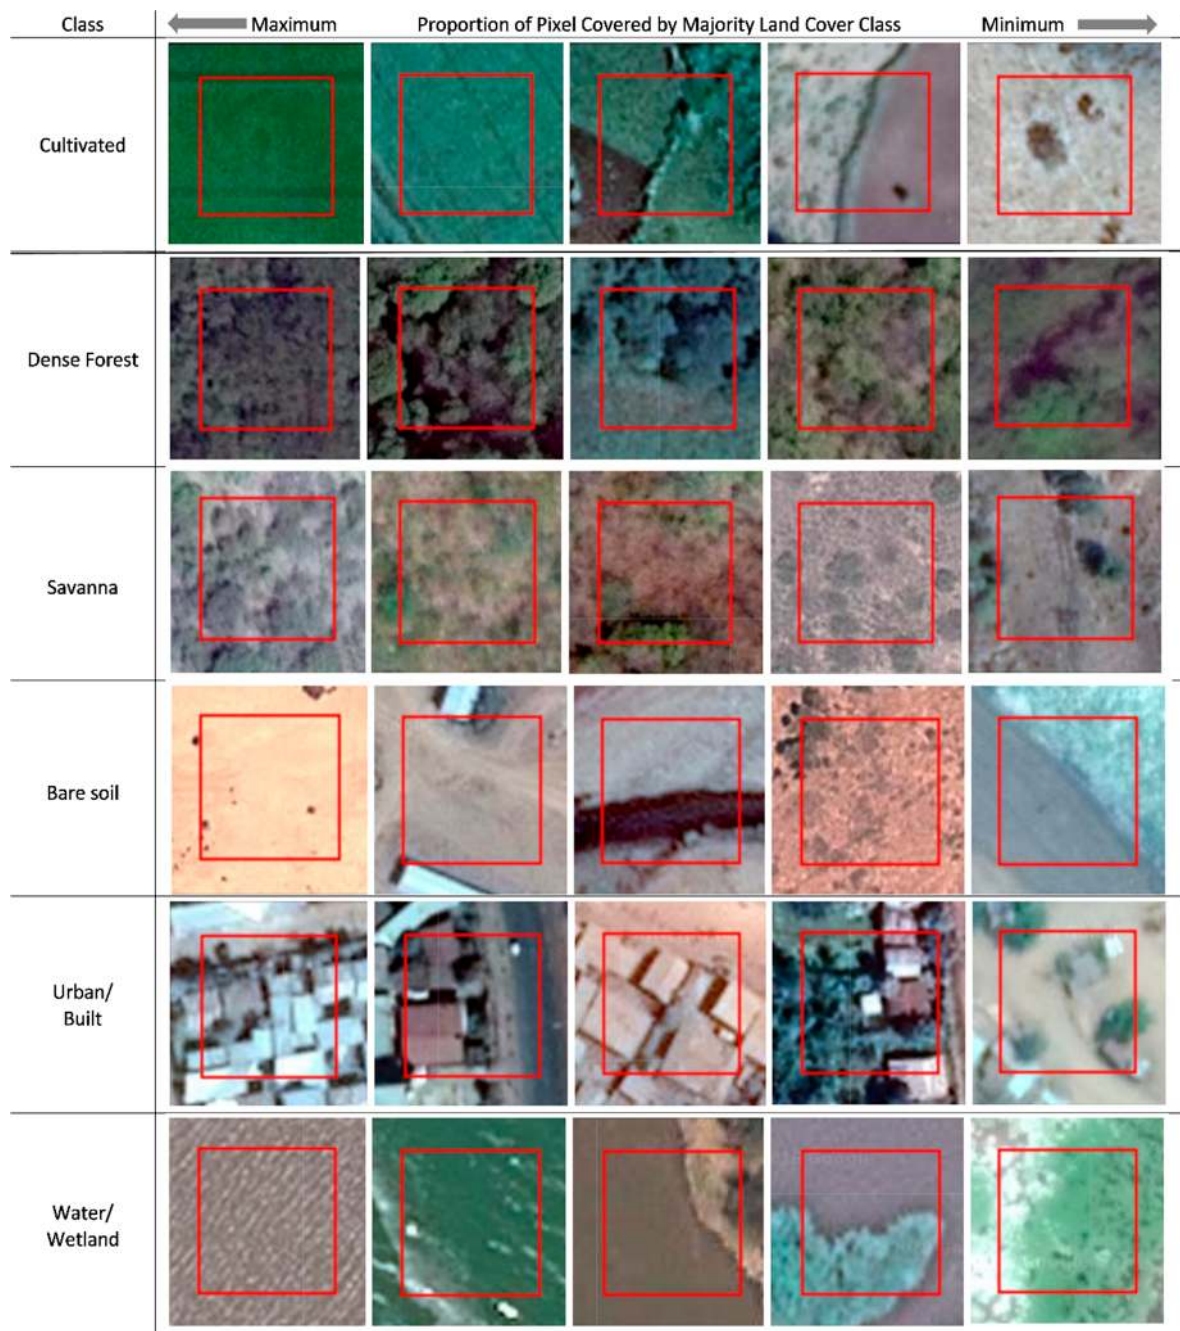 Class Maximum Proportion of Pixel Covered by Majority Land Cover Class Minimum
Cultivated
Dense Forest
Savanna
Bare soil
Urban/
Built
Water/
Wetland